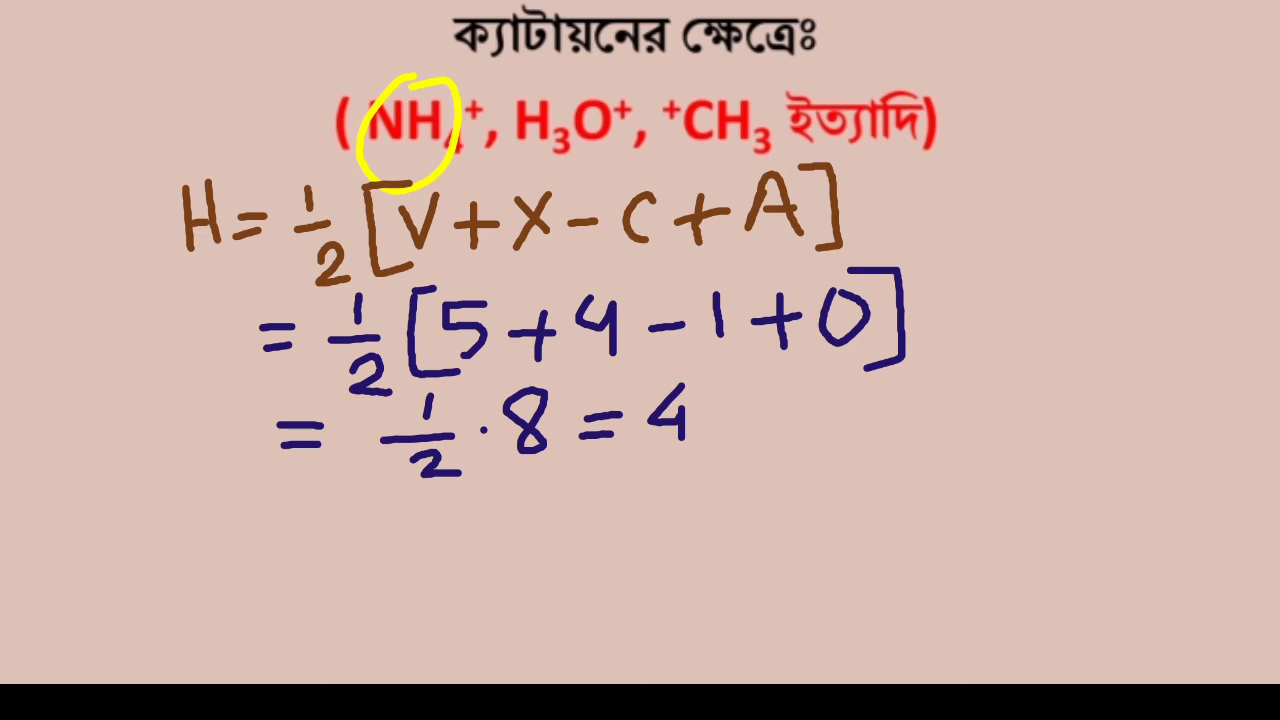 ক্যাটায়নের ক্ষেত্রেঃ
( NH₄⁺, H₃O⁺, ⁺CH₃ ইত্যাদি)
H = 1/2 [V + X - C + A]
= 1/2 [5 + 4 - 1 + 0]
= 1/2 · 8 = 4